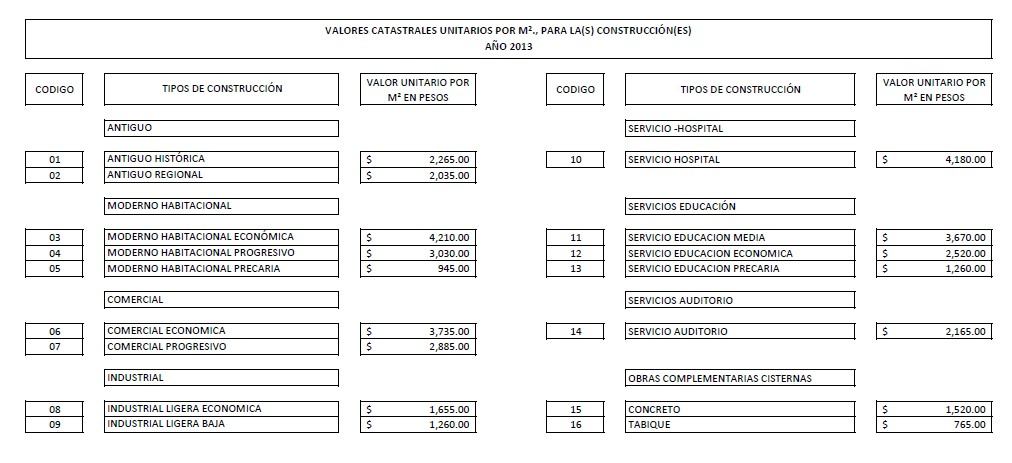 VALORES CATASTRALES UNITARIOS POR M²., PARA LA(S) CONSTRUCCIÓN(ES)
AÑO 2013
CODIGO TIPOS DE CONSTRUCCIÓN VALOR UNITARIO POR M² EN PESOS
ANTIGUO
01 ANTIGUO HISTÓRICA $ 2,265.00
02 ANTIGUO REGIONAL $ 2,035.00
MODERNO HABITACIONAL
03 MODERNO HABITACIONAL ECONÓMICA $ 4,210.00
04 MODERNO HABITACIONAL PROGRESIVO $ 3,030.00
05 MODERNO HABITACIONAL PRECARIA $ 945.00
COMERCIAL
06 COMERCIAL ECONOMICA $ 3,735.00
07 COMERCIAL PROGRESIVO $ 2,885.00
INDUSTRIAL
08 INDUSTRIAL LIGERA ECONOMICA $ 1,655.00
09 INDUSTRIAL LIGERA BAJA $ 1,260.00
CODIGO TIPOS DE CONSTRUCCIÓN VALOR UNITARIO POR M² EN PESOS
SERVICIO -HOSPITAL
10 SERVICIO HOSPITAL $ 4,180.00
SERVICIOS EDUCACIÓN
11 SERVICIO EDUCACION MEDIA $ 3,670.00
12 SERVICIO EDUCACION ECONOMICA $ 2,520.00
13 SERVICIO EDUCACION PRECARIA $ 1,260.00
SERVICIOS AUDITORIO
14 SERVICIO AUDITORIO $ 2,165.00
OBRAS COMPLEMENTARIAS CISTERNAS
15 CONCRETO $ 1,520.00
16 TABIQUE $ 765.00